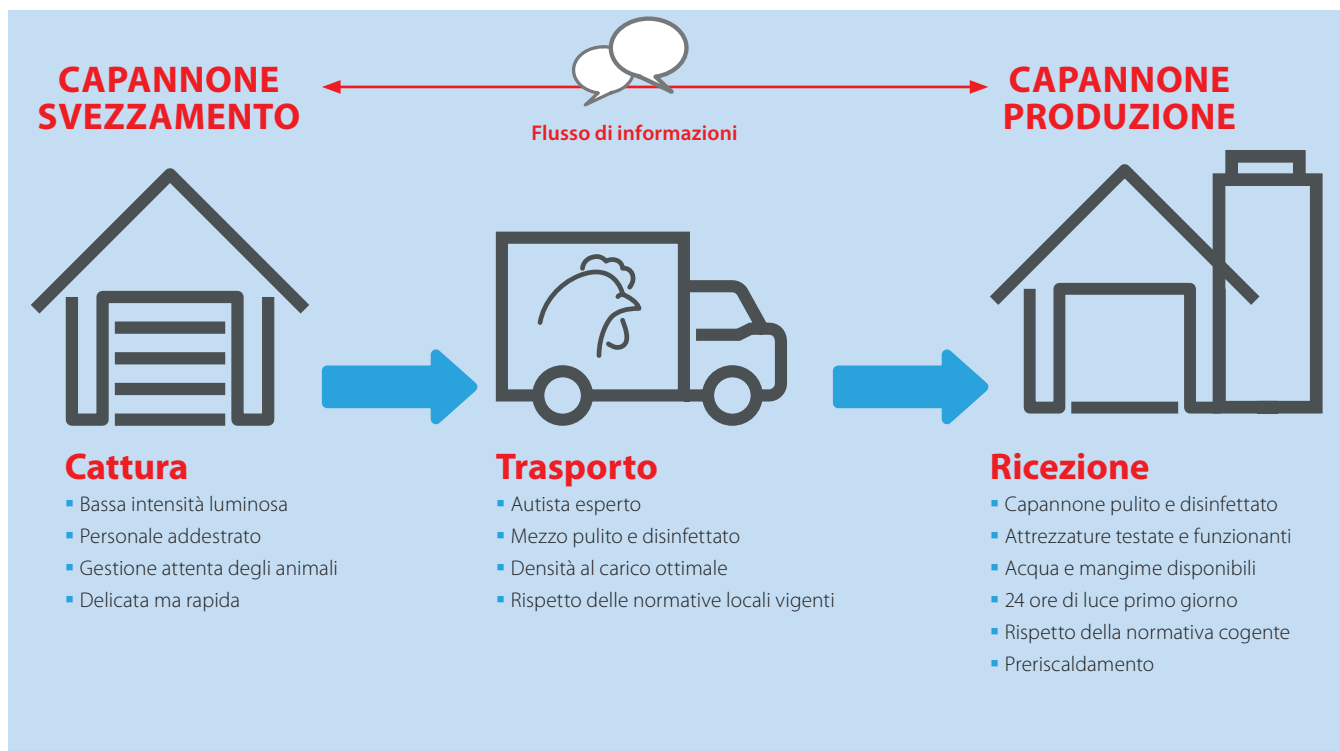 CAPANNONE
SVEZZAMENTO
Flusso di informazioni
CAPANNONE
PRODUZIONE
Cattura
▪ Bassa intensità luminosa
▪ Personale addestrato
▪ Gestione attenta degli animali
▪ Delicata ma rapida
Trasporto
▪ Autista esperto
▪ Mezzo pulito e disinfettato
▪ Densità al carico ottimale
▪ Rispetto delle normative locali vigenti
Ricezione
▪ Capannone pulito e disinfettato
▪ Attrezzature testate e funzionanti
▪ Acqua e mangime disponibili
▪ 24 ore di luce primo giorno
▪ Rispetto della normativa cogente
▪ Preriscaldamento